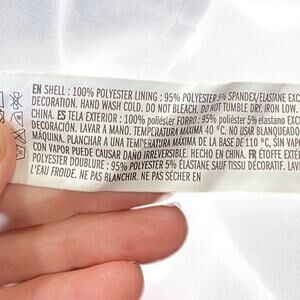 EN SHELL : 100% POLYESTER LINING : 95% POLYESTER 5% SPANDEX/ELASTANE EXC
DECORATION. HAND WASH COLD. DO NOT BLEACH. DO NOT TUMBLE DRY. IRON LOW.
CHINA. ES TELA EXTERIOR : 100% poliésier FORRO : 95% poliésier 5% elastano EXC
DECORACIÓN. LAVAR A MANO. TEMPERATURA MÁXIMA 40 °C. NO USAR BLANQUEADO
MÁQUINA. PLANCHAR A UNA TEMPERATURA MÁXIMA DE LA BASE DE 110 °C, SIN
CON VAPOR PUEDE CAUSAR DAÑO IRREVERSIBLE. HECHO EN CHINA. FR ÉTOFFE EXTÉR
POLYESTER DOUBLURE : 95% POLYESTER 5% ÉLASTANE SAUF TISSU DÉCORATIF. LAV
L'EAU FROIDE. NE PAS BLANCHIR. NE PAS SÉCHER EN